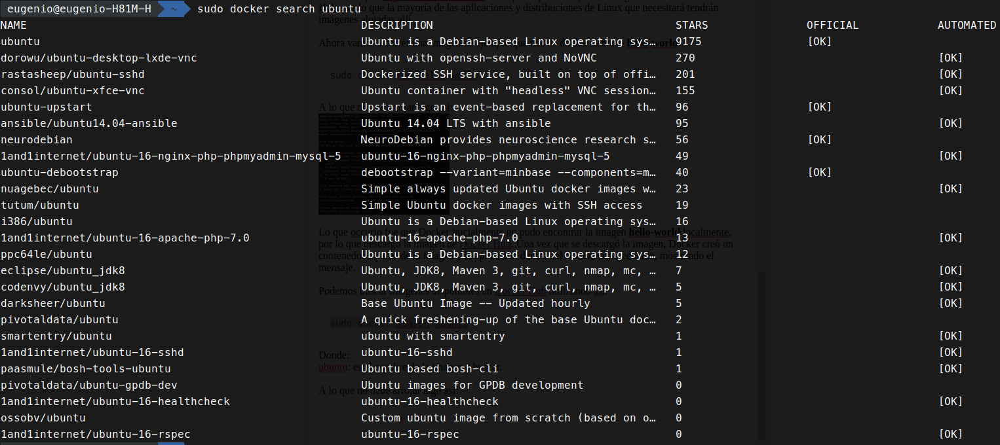 eugenio@eugenio-H81M-H ~ sudo docker search ubuntu
NAME DESCRIPTION STARS OFFICIAL AUTOMATED
ubuntu Ubuntu is a Debian-based Linux operating sys… 9175 [OK]
dorowu/ubuntu-desktop-lxde-vnc Ubuntu with openssh-server and NoVNC 270 [OK]
rastasheep/ubuntu-sshd Dockerized SSH service, built on top of offi… 201 [OK]
consol/ubuntu-xfce-vnc Ubuntu container with "headless" VNC session… 155 [OK]
ubuntu-upstart Upstart is an event-based replacement for th… 96 [OK]
ansible/ubuntu14.04-ansible Ubuntu 14.04 LTS with ansible 95 [OK]
neurodebian NeuroDebian provides neuroscience research s… 56 [OK]
1and1internet/ubuntu-16-nginx-php-phpmyadmin-mysql-5 ubuntu-16-nginx-php-phpmyadmin-mysql-5 49 [OK]
ubuntu-debootstrap debootstrap --variant=minbase --components=m… 40 [OK]
nuagebec/ubuntu Simple always updated Ubuntu docker images w… 23 [OK]
tutum/ubuntu Simple Ubuntu docker images with SSH access 19
i386/ubuntu Ubuntu is a Debian-based Linux operating sys… 16
1and1internet/ubuntu-16-apache-php-7.0 ubuntu-16-apache-php-7.0 13 [OK]
ppc64le/ubuntu Ubuntu is a Debian-based Linux operating sys… 12
eclipse/ubuntu_jdk8 Ubuntu, JDK8, Maven 3, git, curl, nmap, mc, … 7 [OK]
codenvy/ubuntu_jdk8 Ubuntu, JDK8, Maven 3, git, curl, nmap, mc, … 5 [OK]
darksheer/ubuntu Base Ubuntu Image -- Updated hourly 5 [OK]
pivotaldata/ubuntu A quick freshening-up of the base Ubuntu doc… 2
smartentry/ubuntu ubuntu with smartentry 1 [OK]
1and1internet/ubuntu-16-sshd ubuntu-16-sshd 1 [OK]
paasmule/bosh-tools-ubuntu Ubuntu based bosh-cli 1 [OK]
pivotaldata/ubuntu-gpdb-dev Ubuntu images for GPDB development 0
1and1internet/ubuntu-16-healthcheck ubuntu-16-healthcheck 0 [OK]
ossobv/ubuntu Custom ubuntu image from scratch (based on o… 0
1and1internet/ubuntu-16-rspec ubuntu-16-rspec 0 [OK]